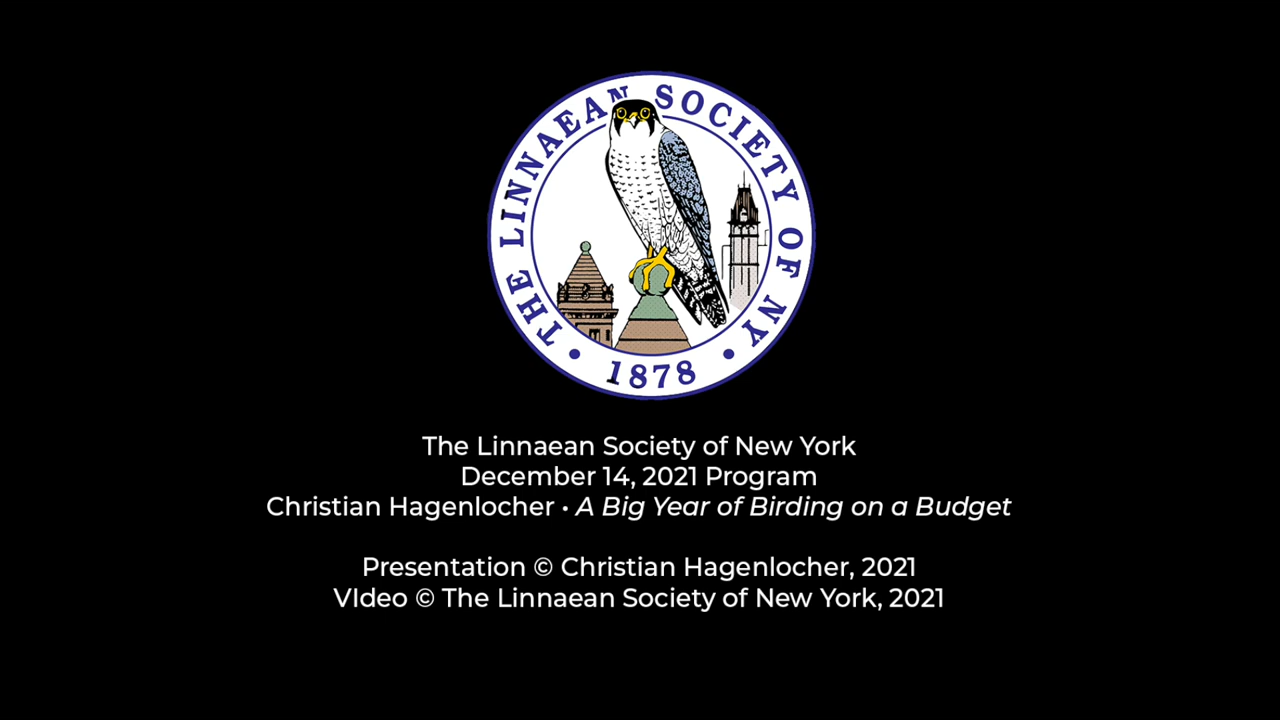 THE LINNAEAN SOCIETY OF NY
• 1878 •
The Linnaean Society of New York
December 14, 2021 Program
Christian Hagenlocher • A Big Year of Birding on a Budget
Presentation © Christian Hagenlocher, 2021
VIdeo © The Linnaean Society of New York, 2021